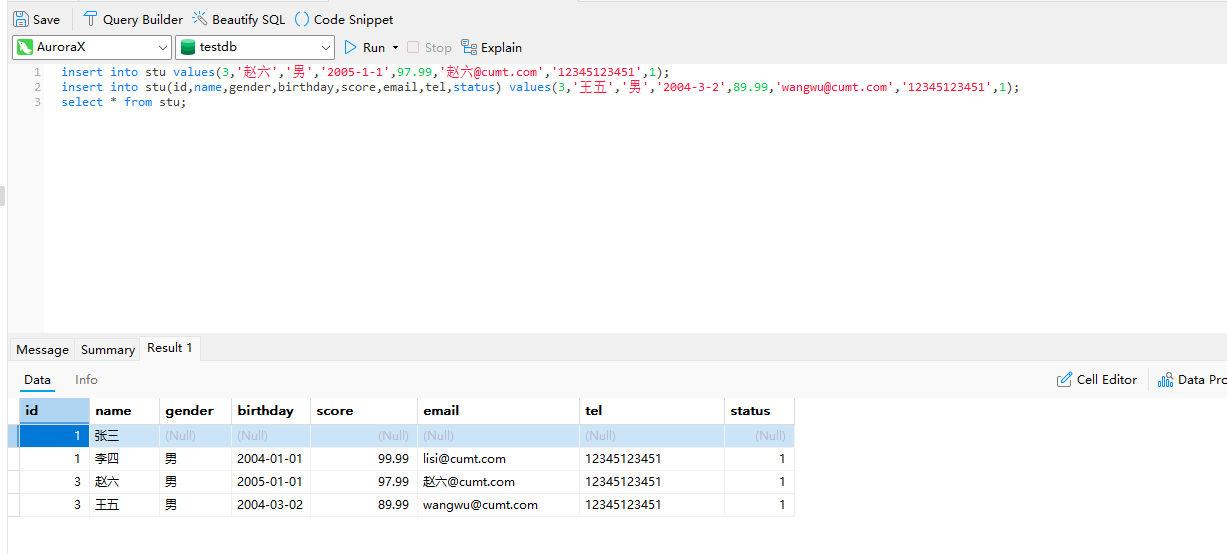 Save Query Builder Beautify SQL Code Snippet
AuroraX testdb Run Stop Explain
1 insert into stu values(3,'赵六','男','2005-1-1',97.99,'赵六@cumt.com','12345123451',1);
2 insert into stu(id,name,gender,birthday,score,email,tel,status) values(3,'王五','男','2004-3-2',89.99,'wangwu@cumt.com','12345123451',1);
3 select * from stu;
Message Summary Result 1
Data Info Cell Editor Data Pro
id name gender birthday score email tel status
1 张三 (Null) (Null) (Null) (Null) (Null) (Null)
1 李四 男 2004-01-01 99.99 lisi@cumt.com 12345123451 1
3 赵六 男 2005-01-01 97.99 赵六@cumt.com 12345123451 1
3 王五 男 2004-03-02 89.99 wangwu@cumt.com 12345123451 1